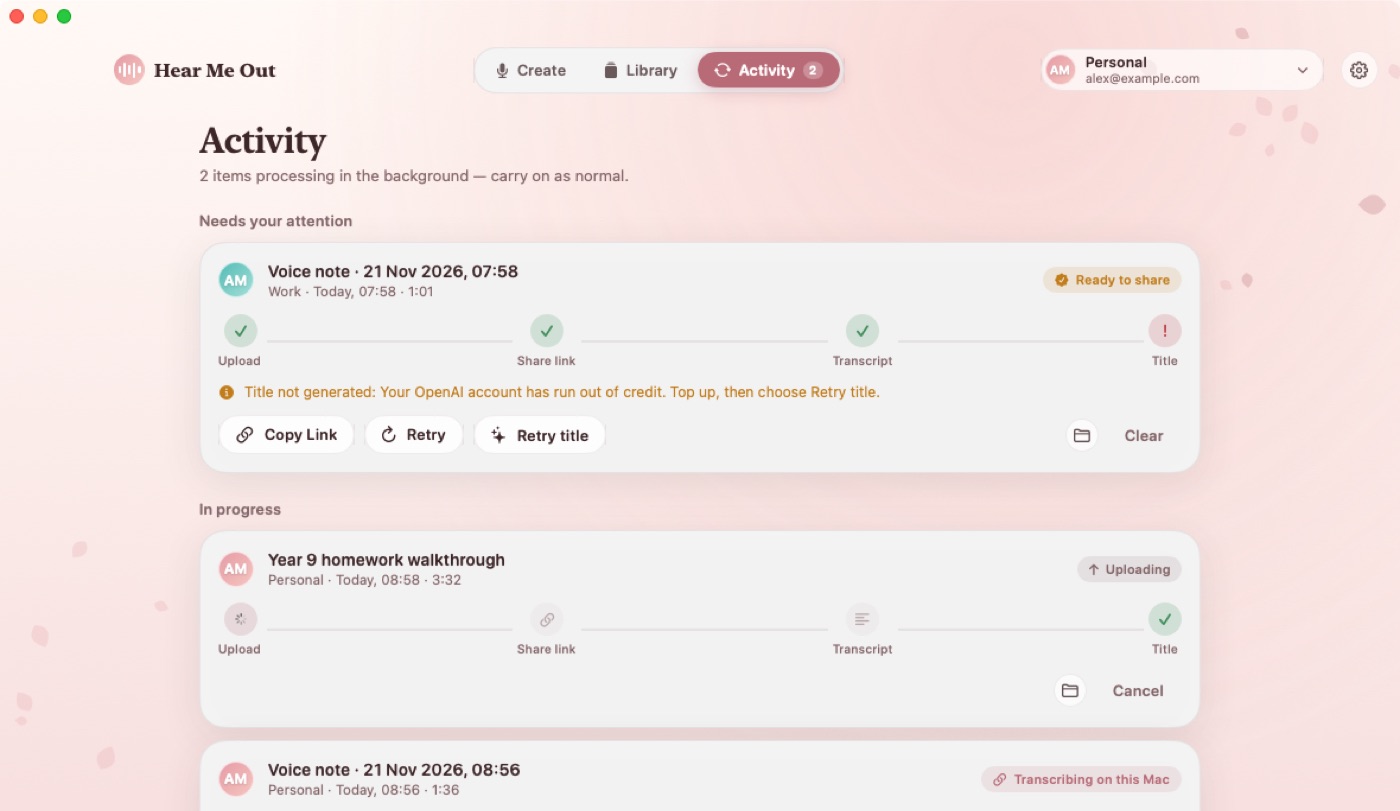 Hear Me Out
Create
Library
Activity 2
AM
Personal
alex@example.com
Activity
2 items processing in the background — carry on as normal.
Needs your attention
AM
Voice note · 21 Nov 2026, 07:58
Work · Today, 07:58 · 1:01
Ready to share
Upload
Share link
Transcript
Title
Title not generated: Your OpenAI account has run out of credit. Top up, then choose Retry title.
Copy Link
Retry
Retry title
Clear
In progress
AM
Year 9 homework walkthrough
Personal · Today, 08:58 · 3:32
Uploading
Upload
Share link
Transcript
Title
Cancel
AM
Voice note · 21 Nov 2026, 08:56
Personal · Today, 08:56 · 1:36
Transcribing on this Mac